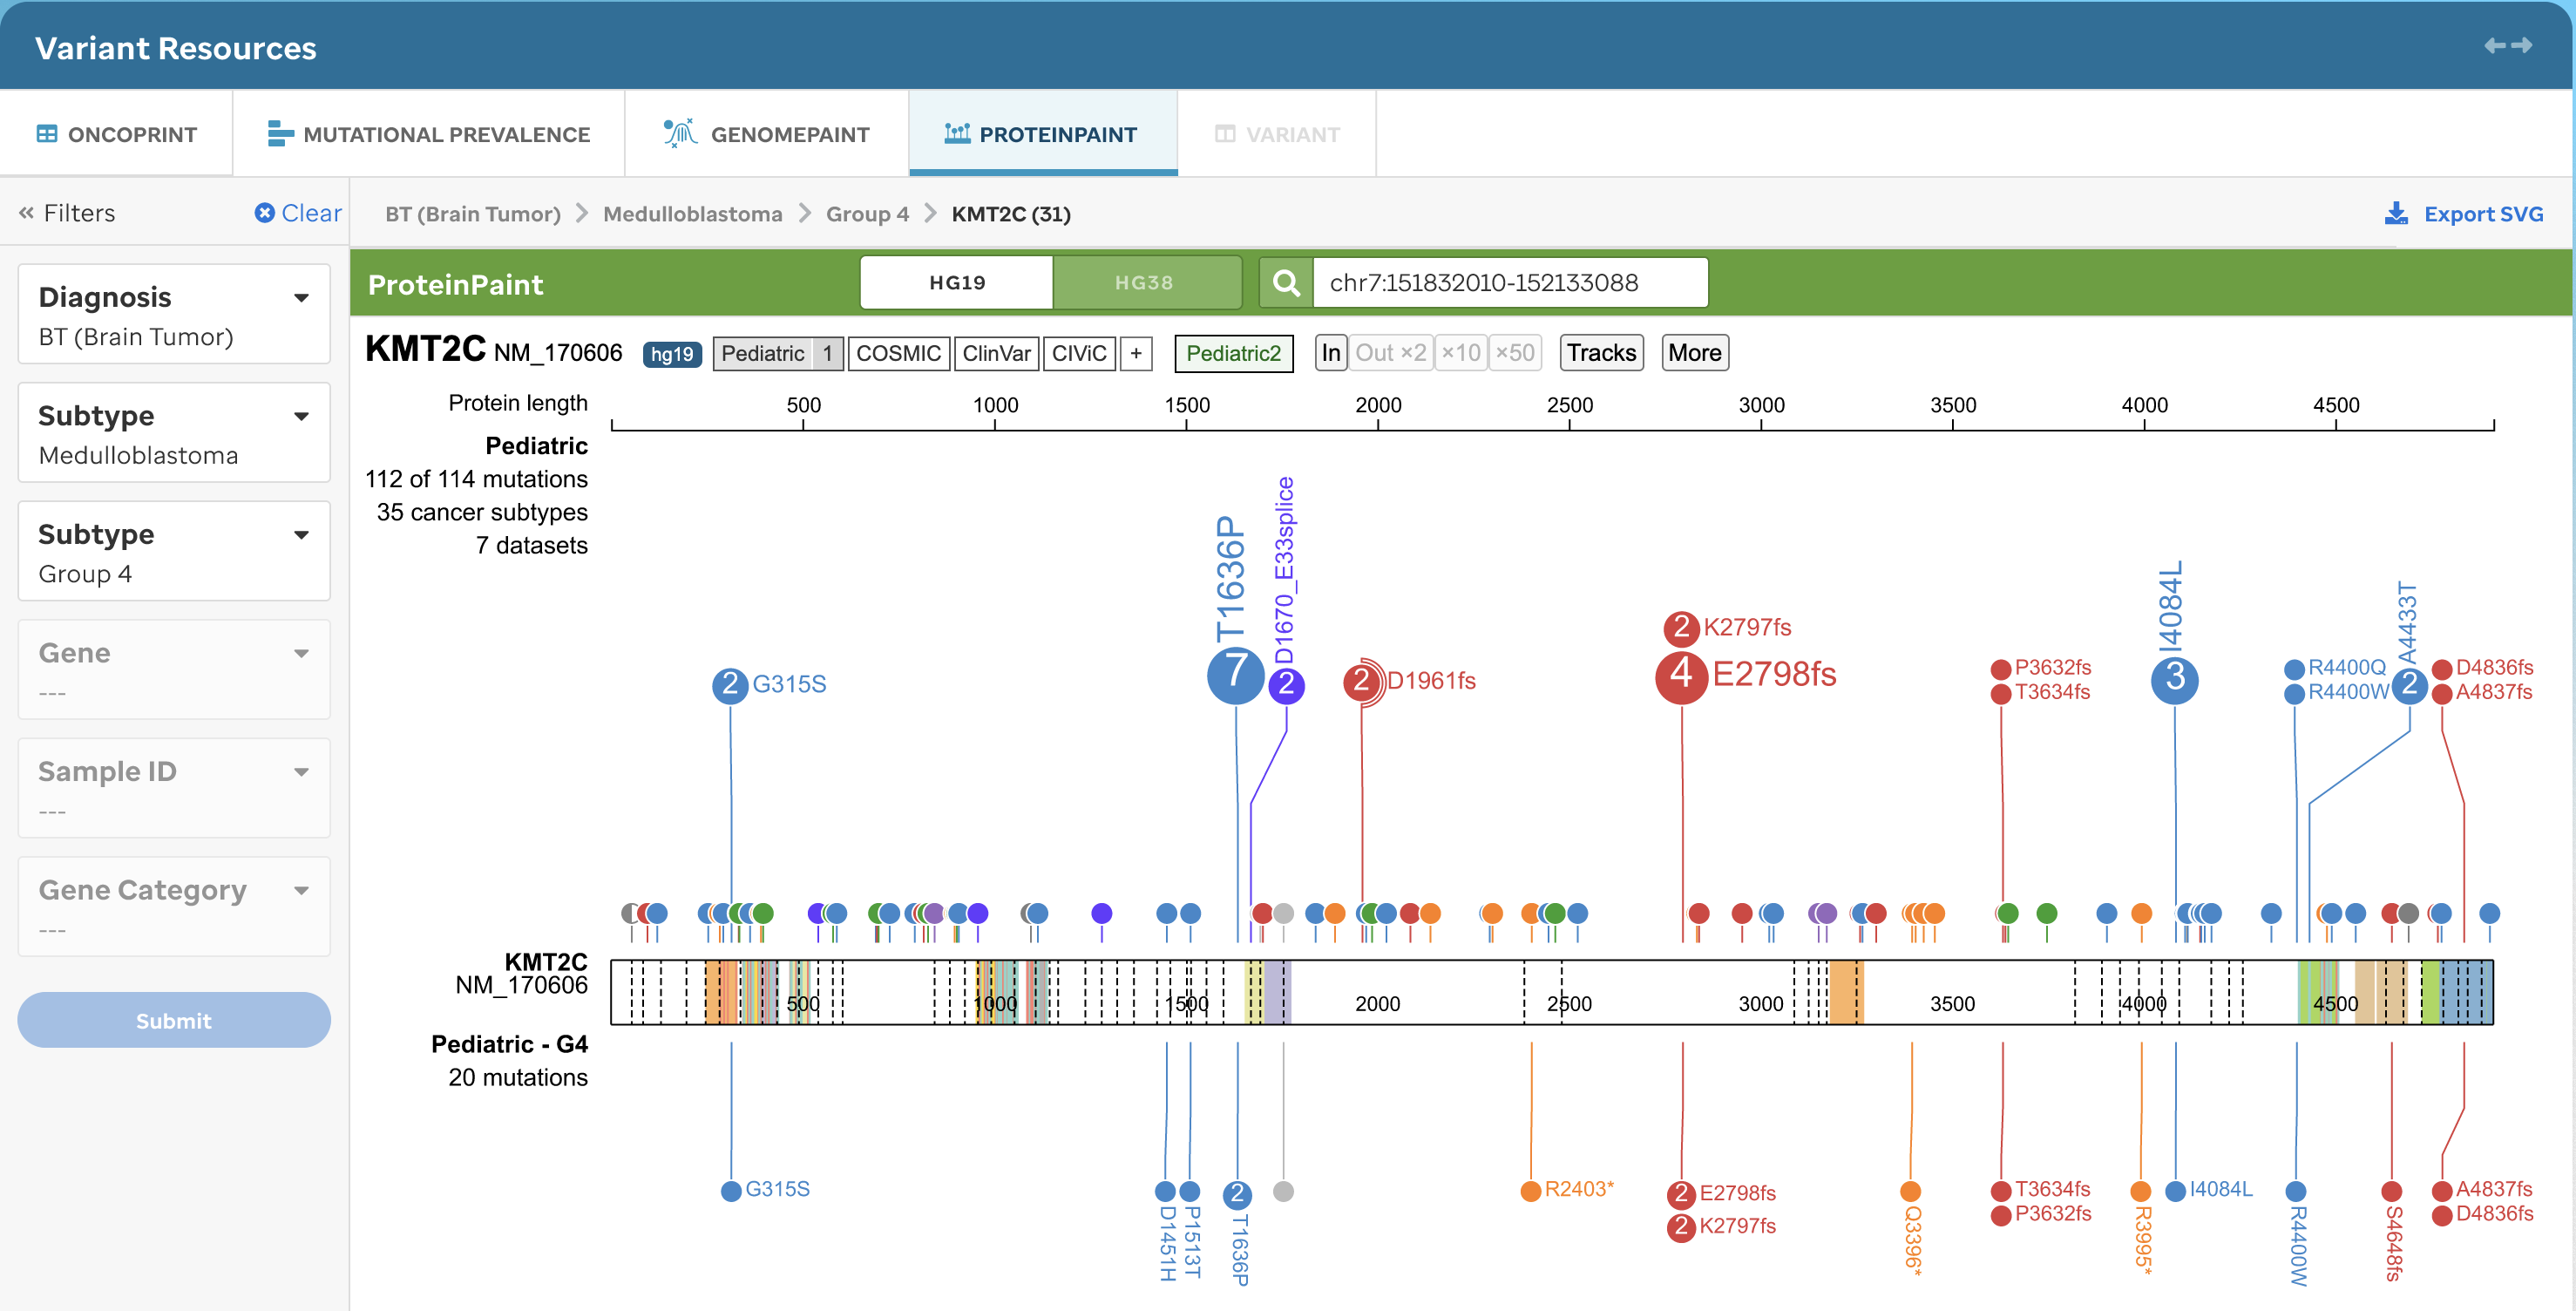 Variant Resources
ONCOPRINT
MUTATIONAL PREVALENCE
GENOMEPAINT
PROTEINPAINT
VARIANT
« Filters
Clear
BT (Brain Tumor) > Medulloblastoma > Group 4 > KMT2C (31)
Export SVG
Diagnosis
BT (Brain Tumor)
Subtype
Medulloblastoma
Subtype
Group 4
Gene
---
Sample ID
---
Gene Category
---
Submit
ProteinPaint
HG19
HG38
chr7:151832010-152133088
KMT2C NM_170606 hg19 Pediatric 1 COSMIC ClinVar CIViC + Pediatric2 In Out ×2 ×10 ×50 Tracks More
Protein length
500 1000 1500 2000 2500 3000 3500 4000 4500
Pediatric
112 of 114 mutations
35 cancer subtypes
7 datasets
2 G315S
7 T1636P
2 D1670_E33splice
2 D1961fs
2 K2797fs
4 E2798fs
P3632fs
T3634fs
3 I4084L
R4400Q
R4400W
2 A4433T
D4836fs
A4837fs
KMT2C
NM_170606
500 1000 1500 2000 2500 3000 3500 4000 4500
Pediatric - G4
20 mutations
G315S
D1451H
P1513T
2 T1636P
R2403*
2 E2798fs
2 K2797fs
Q3396*
T3634fs
P3632fs
R3995*
I4084L
R4400W
S4648fs
A4837fs
D4836fs